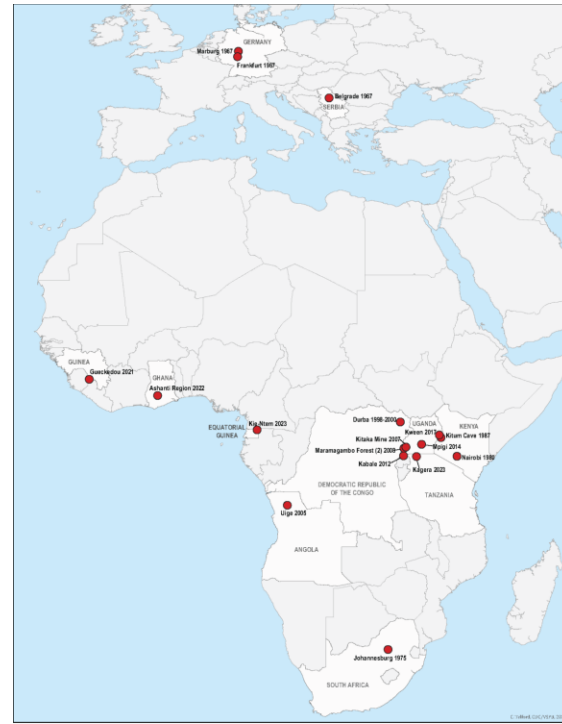 GERMANY
Marburg 1967
Frankfurt 1967
Belgrade 1967
SERBIA
GUINEA
Gueckedou 2021
GHANA
Ashanti Region 2022
EQUATORIAL
GUINEA
Kie-Ntem 2023
Durba 1998-2000
UGANDA
KENYA
Kween 2017
Kitum Cave 1987
Kitaka Mine 2007
Mpigi 2014
Maramagambo Forest (2) 2008
Nairobi 1980
Kabale 2012
Kagera 2023
DEMOCRATIC REPUBLIC
OF THE CONGO
TANZANIA
Uige 2005
ANGOLA
Johannesburg 1975
SOUTH AFRICA